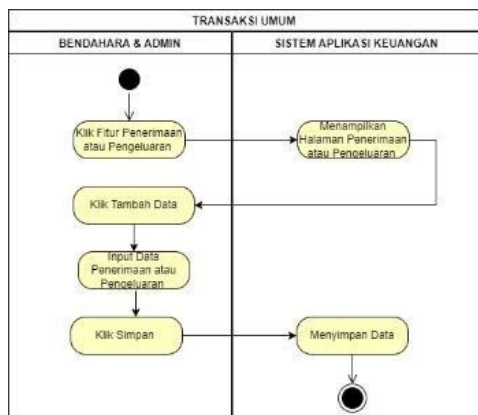 TRANSAKSI UMUM
BENDAHARA & ADMIN
SISTEM APLIKASI KEUANGAN
Klik Fitur Penerimaan
atau Pengeluaran
Menampilkan
Halaman Penerimaan
atau Pengeluaran
Klik Tambah Data
Input Data
Penerimaan atau
Pengeluaran
Klik Simpan
Menyimpan Data